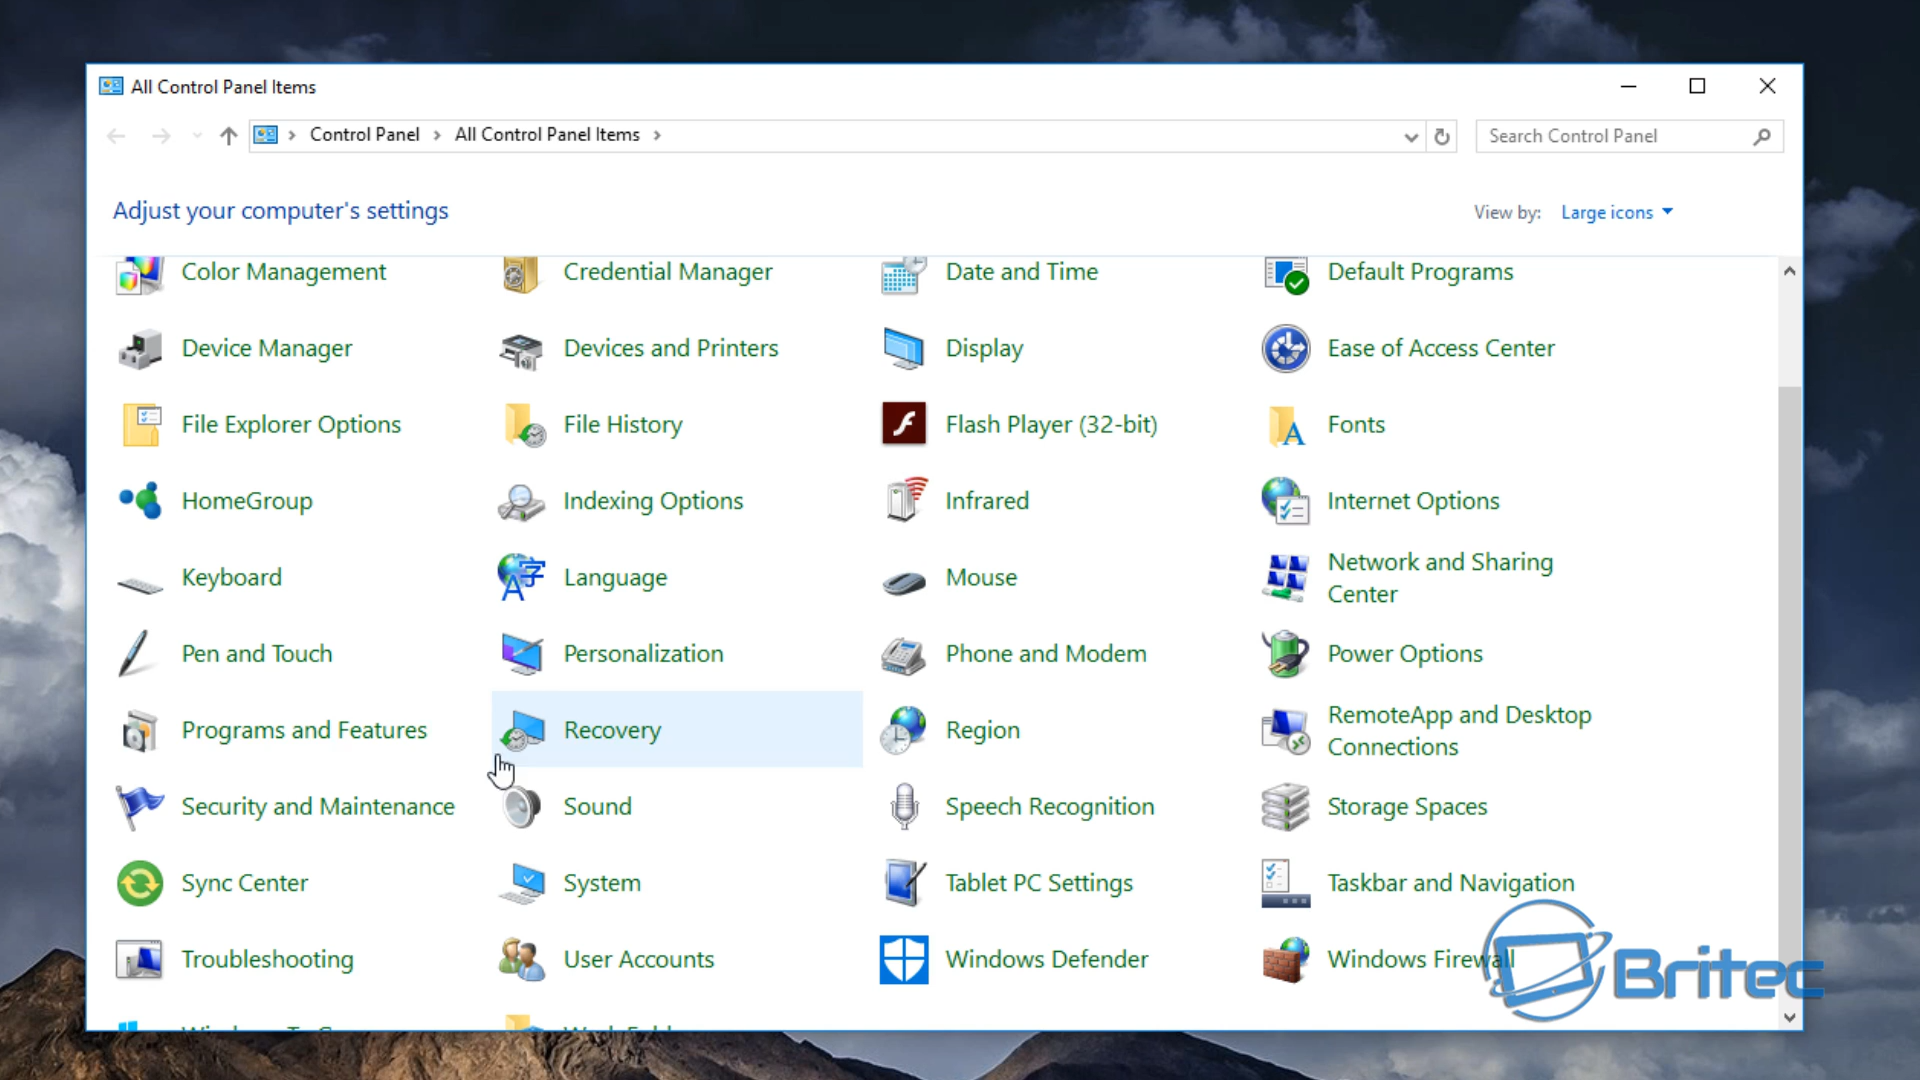 All Control Panel Items
Control Panel > All Control Panel Items >
Search Control Panel
Adjust your computer's settings
View by: Large icons
Color Management
Credential Manager
Date and Time
Default Programs
Device Manager
Devices and Printers
Display
Ease of Access Center
File Explorer Options
File History
Flash Player (32-bit)
Fonts
HomeGroup
Indexing Options
Infrared
Internet Options
Keyboard
Language
Mouse
Network and Sharing
Center
Pen and Touch
Personalization
Phone and Modem
Power Options
Programs and Features
Recovery
Region
RemoteApp and Desktop
Connections
Security and Maintenance
Sound
Speech Recognition
Storage Spaces
Sync Center
System
Tablet PC Settings
Taskbar and Navigation
Troubleshooting
User Accounts
Windows Defender
Windows Firewall
Britec